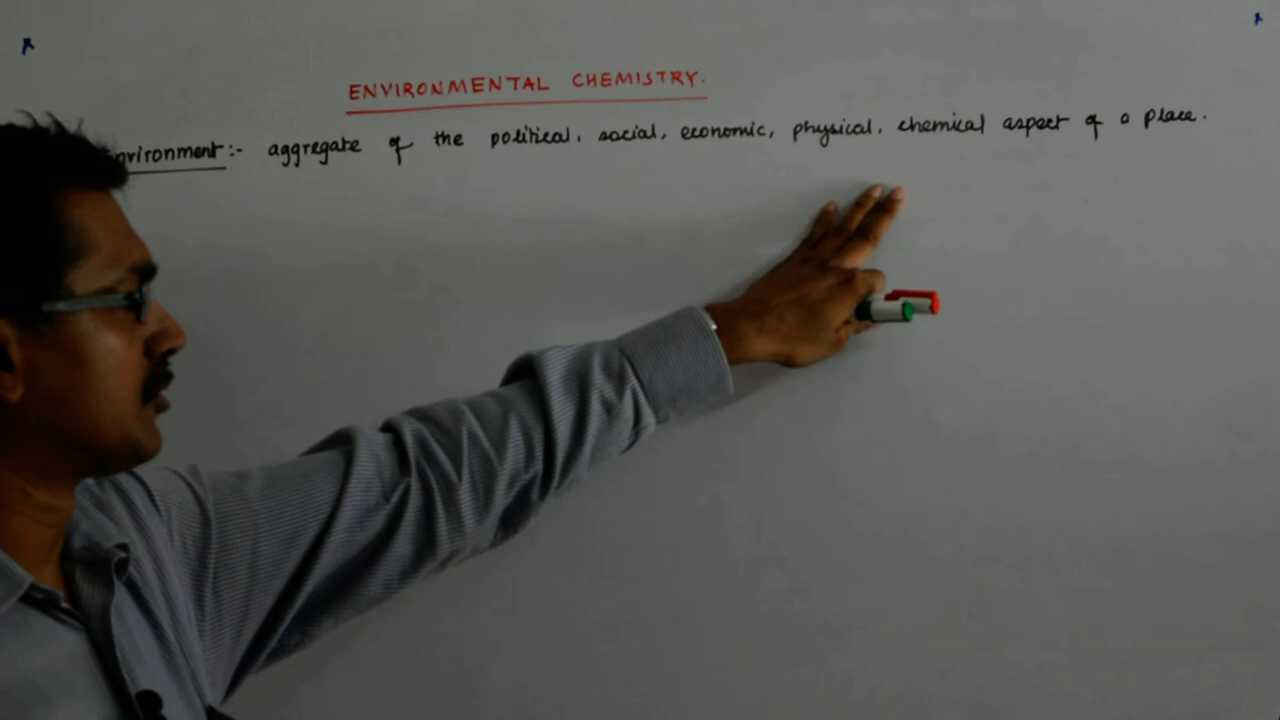 ENVIRONMENTAL CHEMISTRY.
nvironment:- aggregate of the political, social, economic, physical, chemical aspect of a place.